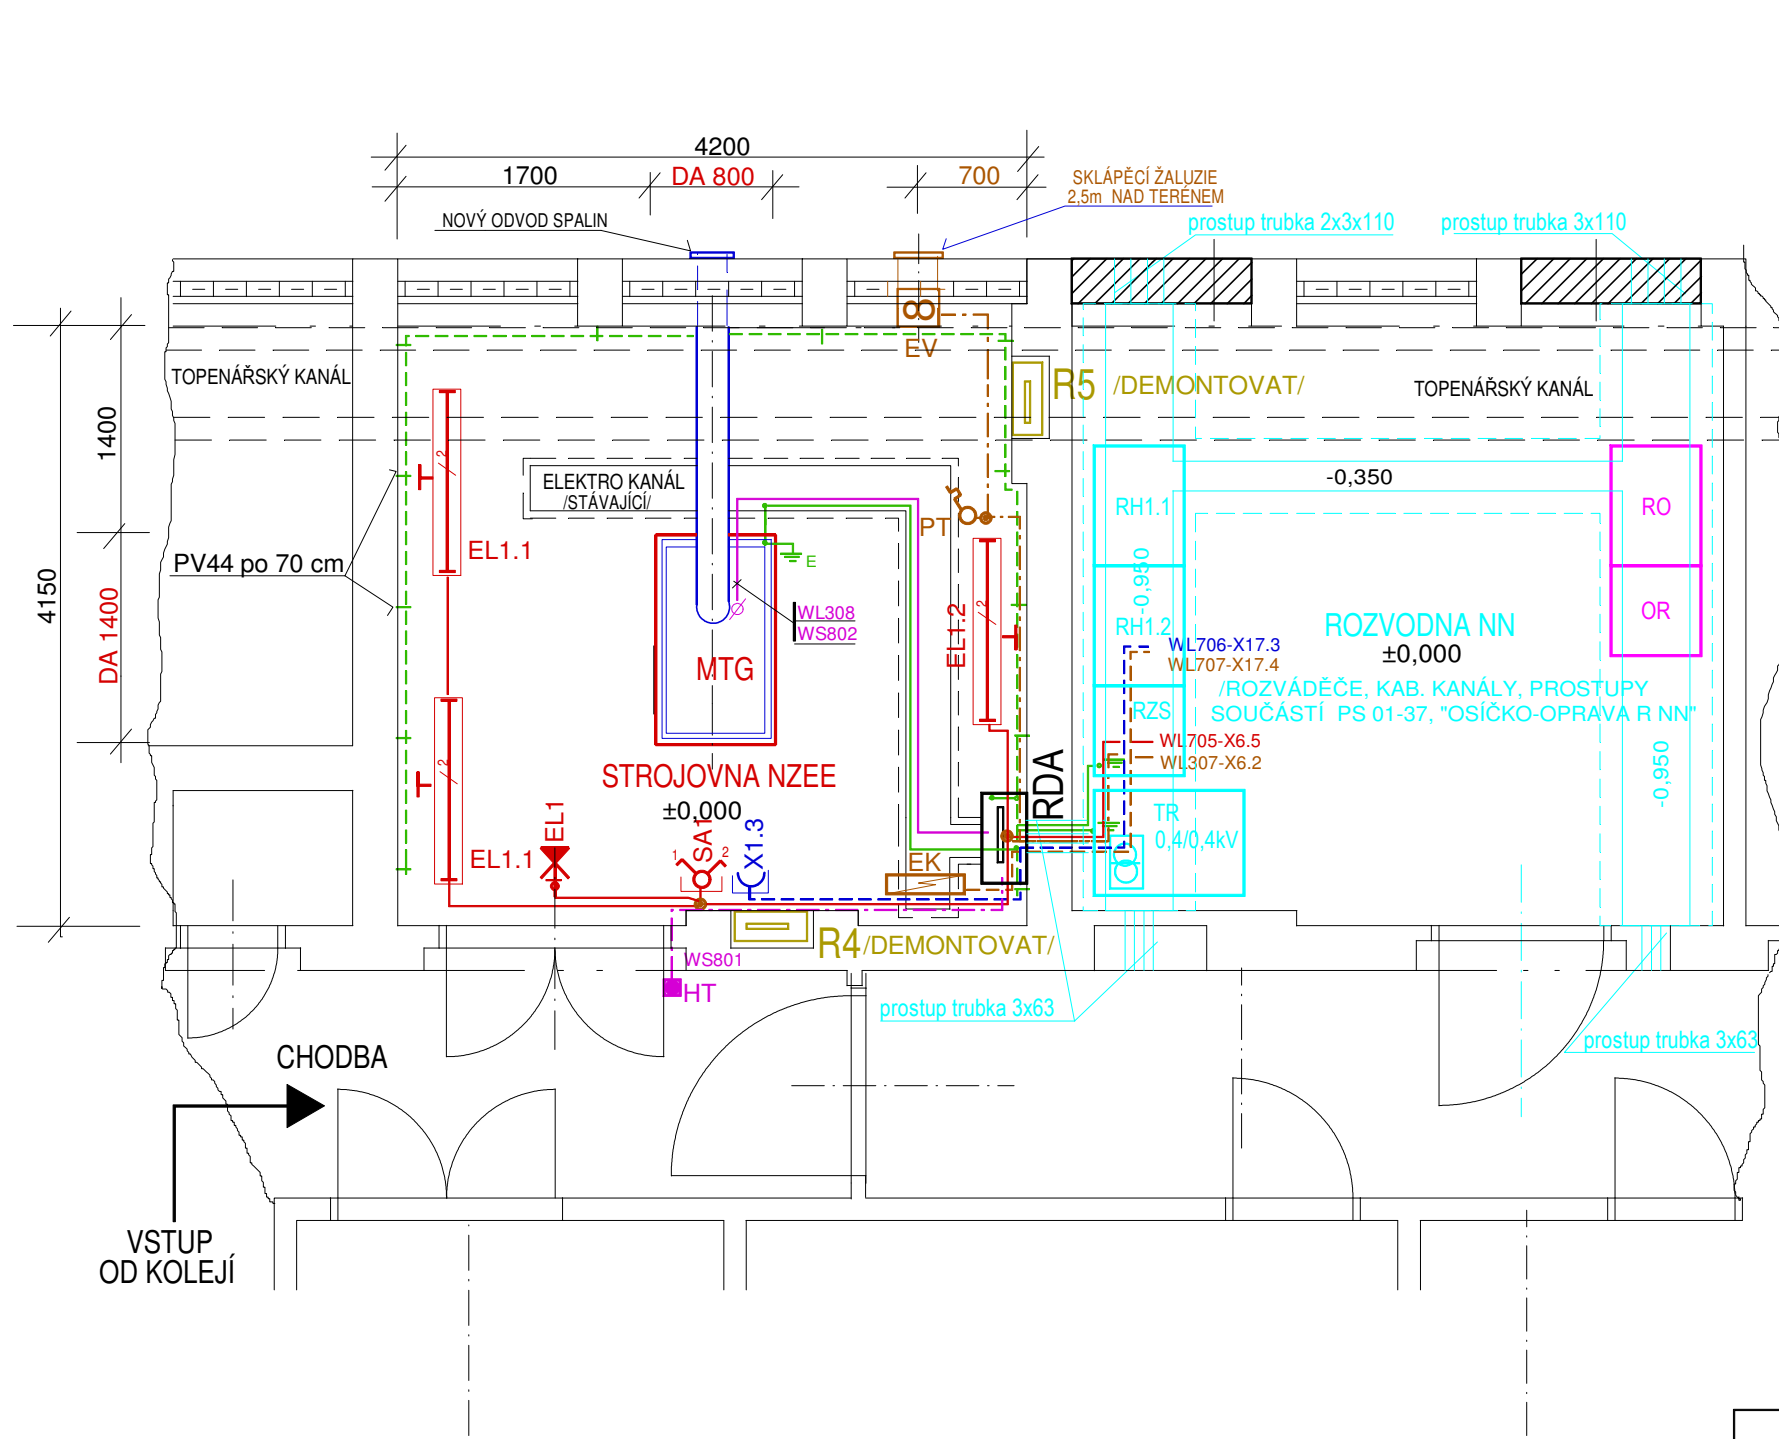 4200
1700
DA 800
700
SKLÁPĚCÍ ŽALUZIE
2,5m NAD TERÉNEM
NOVÝ ODVOD SPALIN
prostup trubka 2x3x110
prostup trubka 3x110
EV
TOPENÁŘSKÝ KANÁL
R5 /DEMONTOVAT/
TOPENÁŘSKÝ KANÁL
1400
4150
DA 1400
2
ELEKTRO KANÁL
/STÁVAJÍCÍ/
-0,350
PT
RH1.1
RO
EL1.1
PV44 po 70 cm
E
-0,950
WL308
WS802
EL1.2
2
RH1.2
OR
ROZVODNA NN
±0,000
WL706-X17.3
WL707-X17.4
MTG
/ROZVÁDĚČE, KAB. KANÁLY, PROSTUPY
SOUČÁSTÍ PS 01-37, "OSÍČKO-OPRAVA R NN"
RZS
WL705-X6.5
WL307-X6.2
E
-0,950
2
STROJOVNA NZEE
±0,000
RDA
TR
0,4/0,4kV
EL1
1
SA1
2
X1.3
EL1.1
EK
R4 /DEMONTOVAT/
WS801
HT
prostup trubka 3x63
prostup trubka 3x63
CHODBA
VSTUP
OD KOLEJÍ